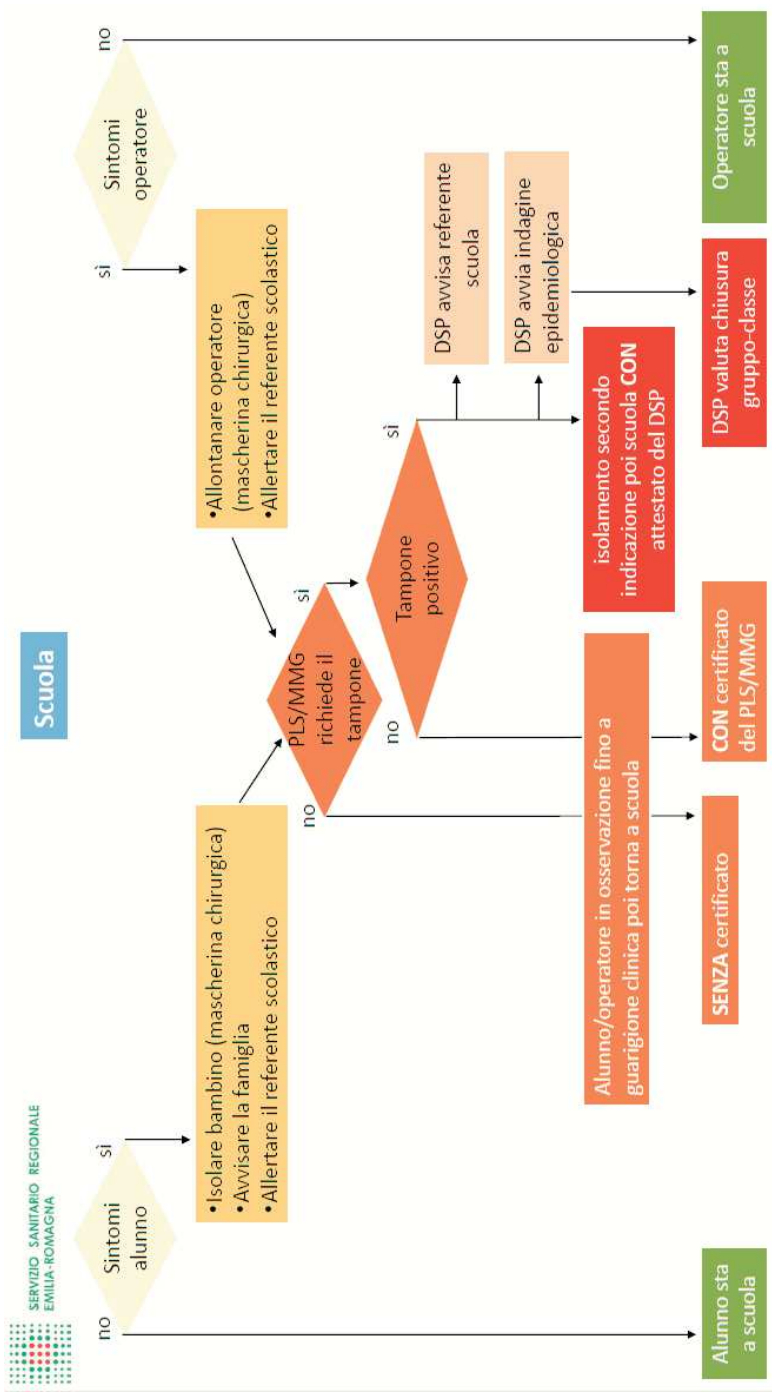 SERVIZIO SANITARIO REGIONALE
EMILIA-ROMAGNA
Scuola
Sintomi
alunno
no
sì
Sintomi
operatore
sì
no
•Isolare bambino (mascherina chirurgica)
•Avvisare la famiglia
•Allertare il referente scolastico
•Allontanare operatore
(mascherina chirurgica)
•Allertare il referente scolastico
PLS/MMG
richiede il
tampone
no
sì
Tampone
positivo
no
sì
DSP avvisa referente
scuola
DSP avvia indagine
epidemiologica
Alunno/operatore in osservazione fino a
guarigione clinica poi torna a scuola
isolamento secondo
indicazione poi scuola CON
attestato del DSP
Alunno sta
a scuola
SENZA certificato
CON certificato
del PLS/MMG
DSP valuta chiusura
gruppo-classe
Operatore sta a
scuola